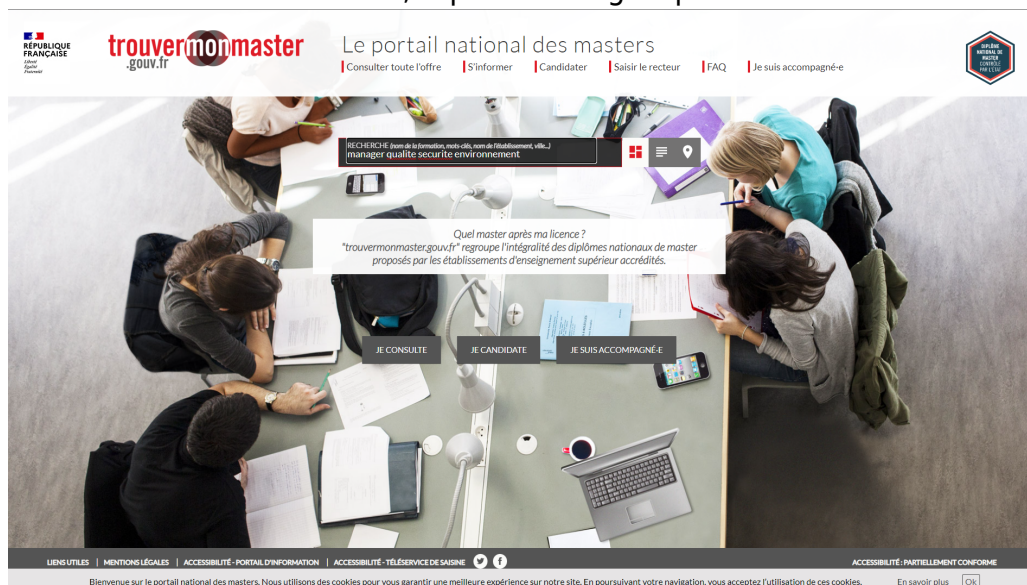 RÉPUBLIQUE
FRANÇAISE
Liberté
Égalité
Fraternité
trouvermonmaster
.gouv.fr
Le portail national des masters
Consulter toute l'offre
S'informer
Candidater
Saisir le recteur
FAQ
Je suis accompagné·e
DIPLÔME
NATIONAL DE
MASTER
CONTRÔLÉ
PAR L'ÉTAT
RECHERCHE (nom de la formation, mots-clés, nom de l'établissement, ville...)
manager qualite securite environnement
Quel master après ma licence ?
"trouvermonmaster.gouv.fr" regroupe l'intégralité des diplômes nationaux de master
proposés par les établissements d'enseignement supérieur accrédités.
JE CONSULTE
JE CANDIDATE
JE SUIS ACCOMPAGNÉ·E
LIENS UTILES | MENTIONS LÉGALES | ACCESSIBILITÉ - PORTAIL D'INFORMATION | ACCESSIBILITÉ - TÉLÉSERVICE DE SAISINE
ACCESSIBILITÉ : PARTIELLEMENT CONFORME
Bienvenue sur le portail national des masters. Nous utilisons des cookies pour vous garantir une meilleure expérience sur notre site. En poursuivant votre navigation, vous acceptez l'utilisation de ces cookies.
En savoir plus
Ok